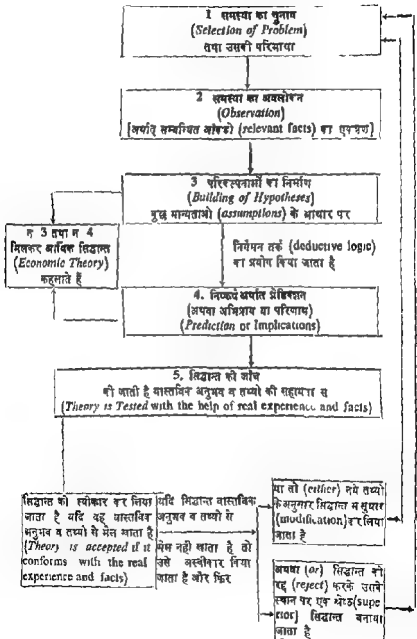 1 समस्या का चुनाव
(Selection of Problem)
तथा उसकी परिभाषा
2 समस्या का अवलोकन
(Observation)
[अर्थात् सम्बन्धित आंकडो (relevant facts) का एकत्रण]
3 परिकल्पनाओं का निर्माण
(Building of Hypotheses)
कुछ मान्यताओ (assumptions) के आधार पर
न 3 तथा न 4
मिलकर आर्थिक सिद्धान्त
(Economic Theory)
कहलाते हैं
निगमन तर्क (deductive logic)
का प्रयोग किया जाता है
4. निष्कर्ष अर्थात प्रेडिक्शन
(अथवा अभिप्राय या परिणाम)
(Prediction or Implications)
5. सिद्धान्त की जाँच
की जाती है वास्तविक अनुभव व तथ्यो की सहायता स
(Theory is Tested with the help of real experience and facts)
सिद्धान्त को स्वीकार कर लिया
जाता है यदि वह वास्तविक
अनुभव व तथ्यो से मेल खाता है
(Theory is accepted if it
conforms with the real
experience and facts)
यदि सिद्धान्त वास्तविक
अनुभव व तथ्यो से
मेल नही खाता है तो
उसे अस्वीकार किया
जाता है और फिर
या तो (either) नये तथ्यो
के अनुसार सिद्धान्त म सुधार
(modification) कर लिया
जाता है
अथवा (or) सिद्धान्त को
रद्द (reject) करके उसके
स्थान पर एक श्रेष्ठ (supe
rior) सिद्धान्त बनाया
जाता है